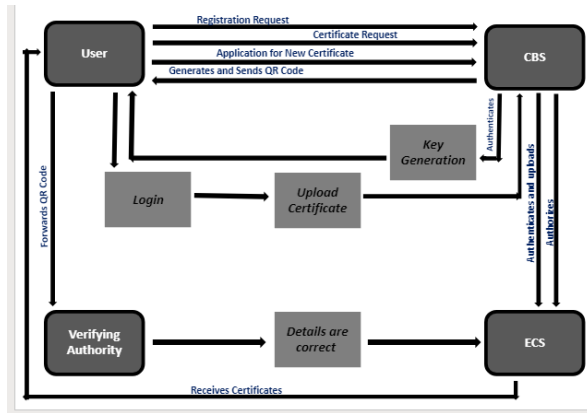 Registration Request
Certificate Request
Application for New Certificate
Generates and Sends QR Code
User
CBS
Authenticates
Key
Generation
Login
Upload
Certificate
Forwards QR Code
Authenticates and uploads
Authorizes
Verifying
Authority
Details are
correct
ECS
Receives Certificates